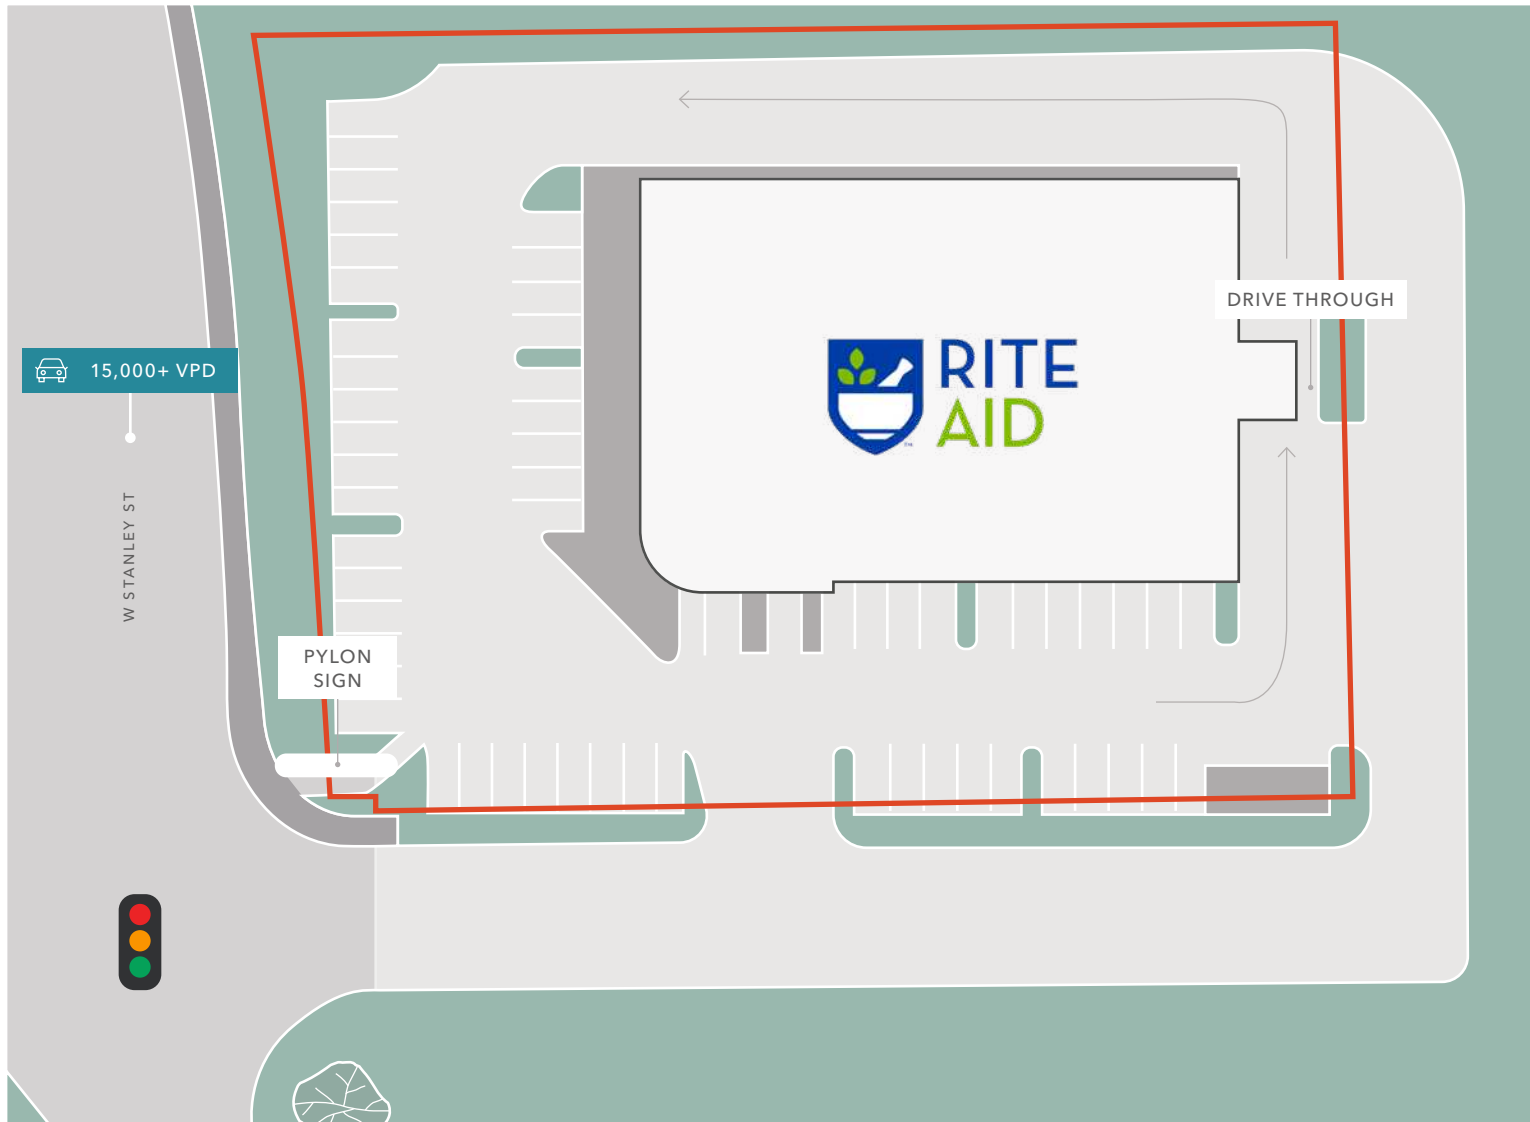 RITE
AID
DRIVE THROUGH
15,000+ VPD
W STANLEY ST
PYLON
SIGN